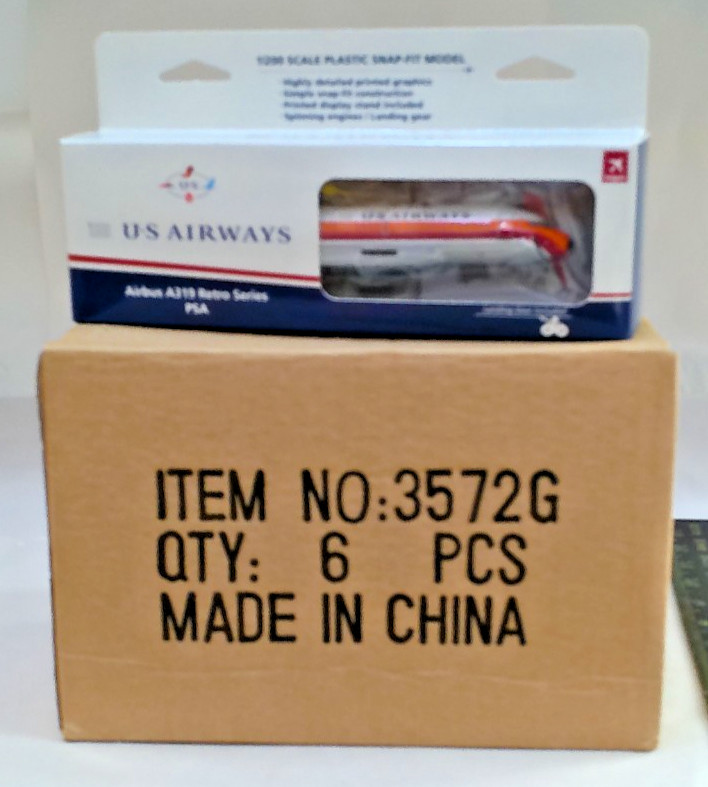 1/200 SCALE PLASTIC SNAP-FIT MODEL
Highly detailed printed graphics
Simple snap-fit construction
Printed display stand included
Spinning engines / Landing gear
US
U·S AIRWAYS
U·S AIRWAYS
Airbus A319 Retro Series
PSA
ITEM NO:3572G
QTY: 6 PCS
MADE IN CHINA